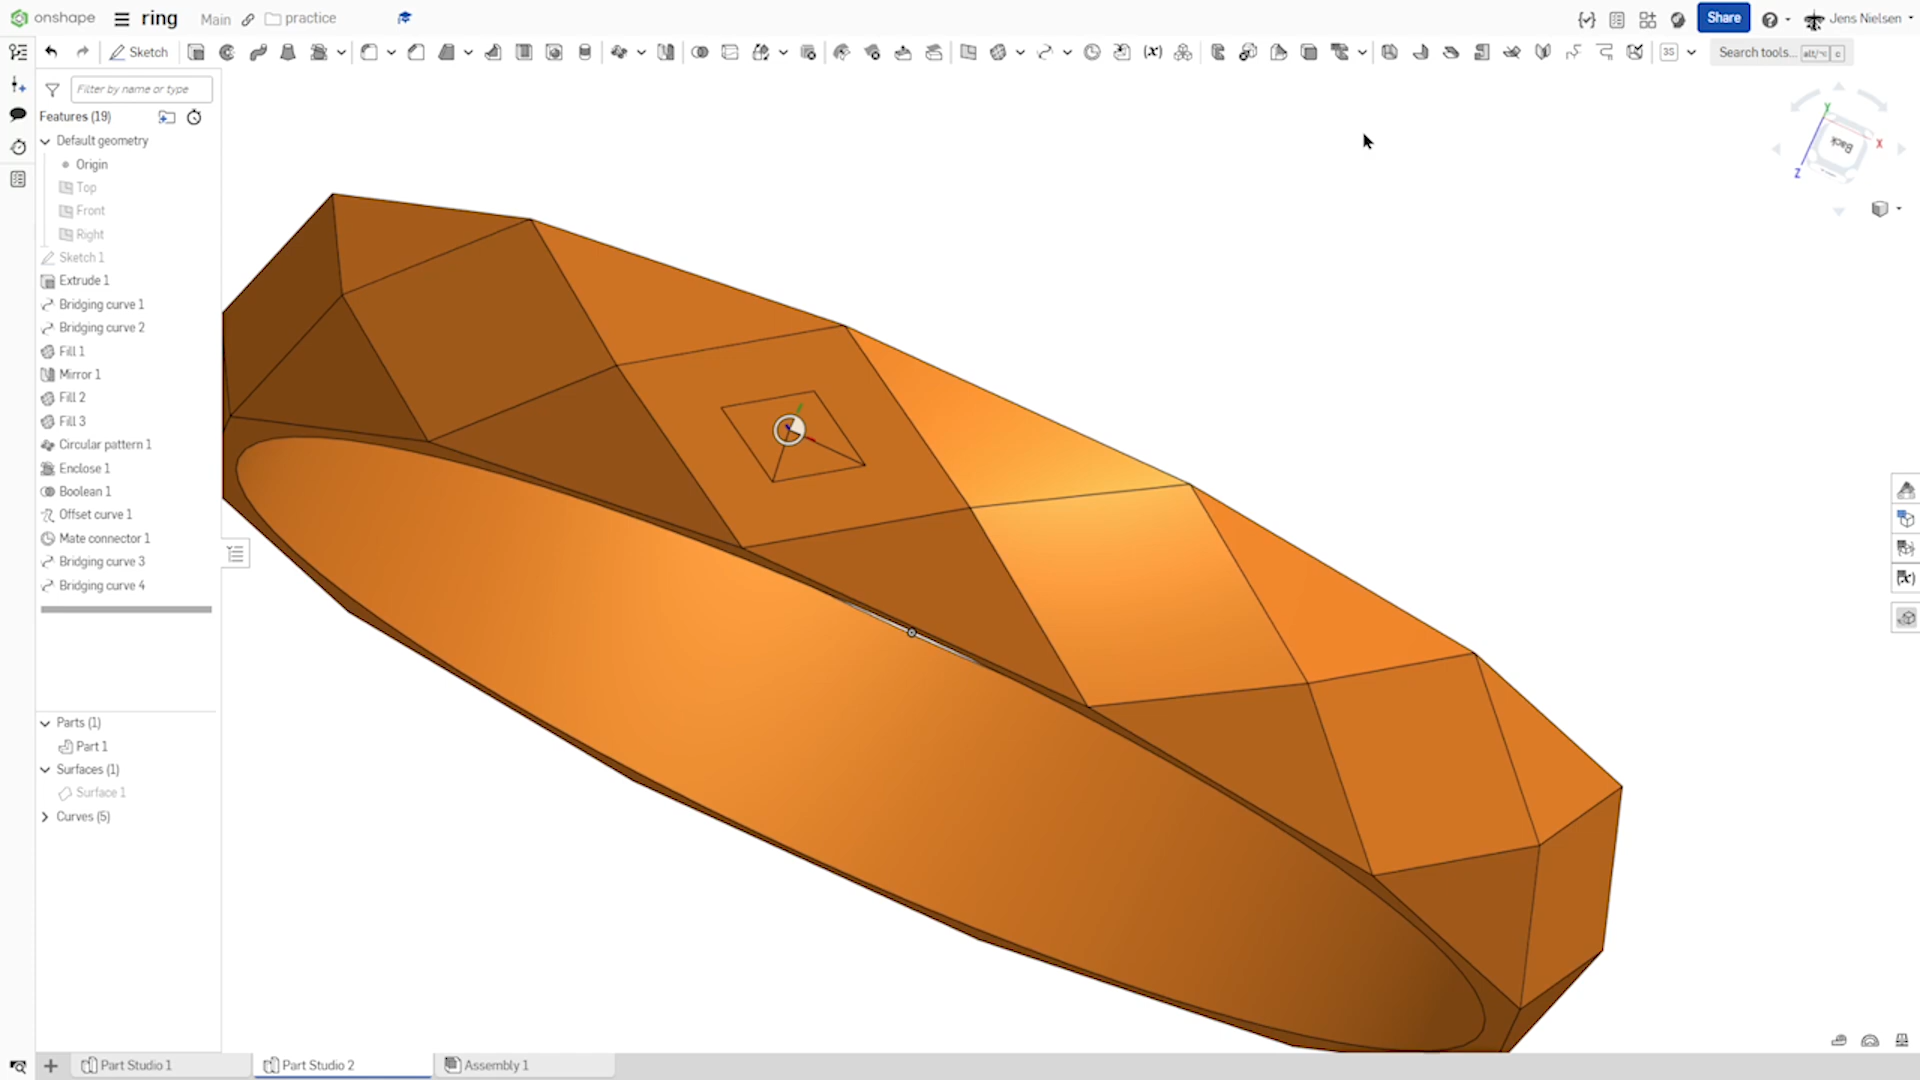 onshape ring Main practice Share Jens Nielsen
Sketch (x) 3S Search tools... alt/⌥ c
Filter by name or type
Features (19)
Default geometry
Origin
Top
Front
Right
Sketch 1
Extrude 1
Bridging curve 1
Bridging curve 2
Fill 1
Mirror 1
Fill 2
Fill 3
Circular pattern 1
Enclose 1
Boolean 1
Offset curve 1
Mate connector 1
Bridging curve 3
Bridging curve 4
Parts (1)
Part 1
Surfaces (1)
Surface 1
Curves (5)
Y
Back
X
Z
(x)
Part Studio 1 Part Studio 2 Assembly 1